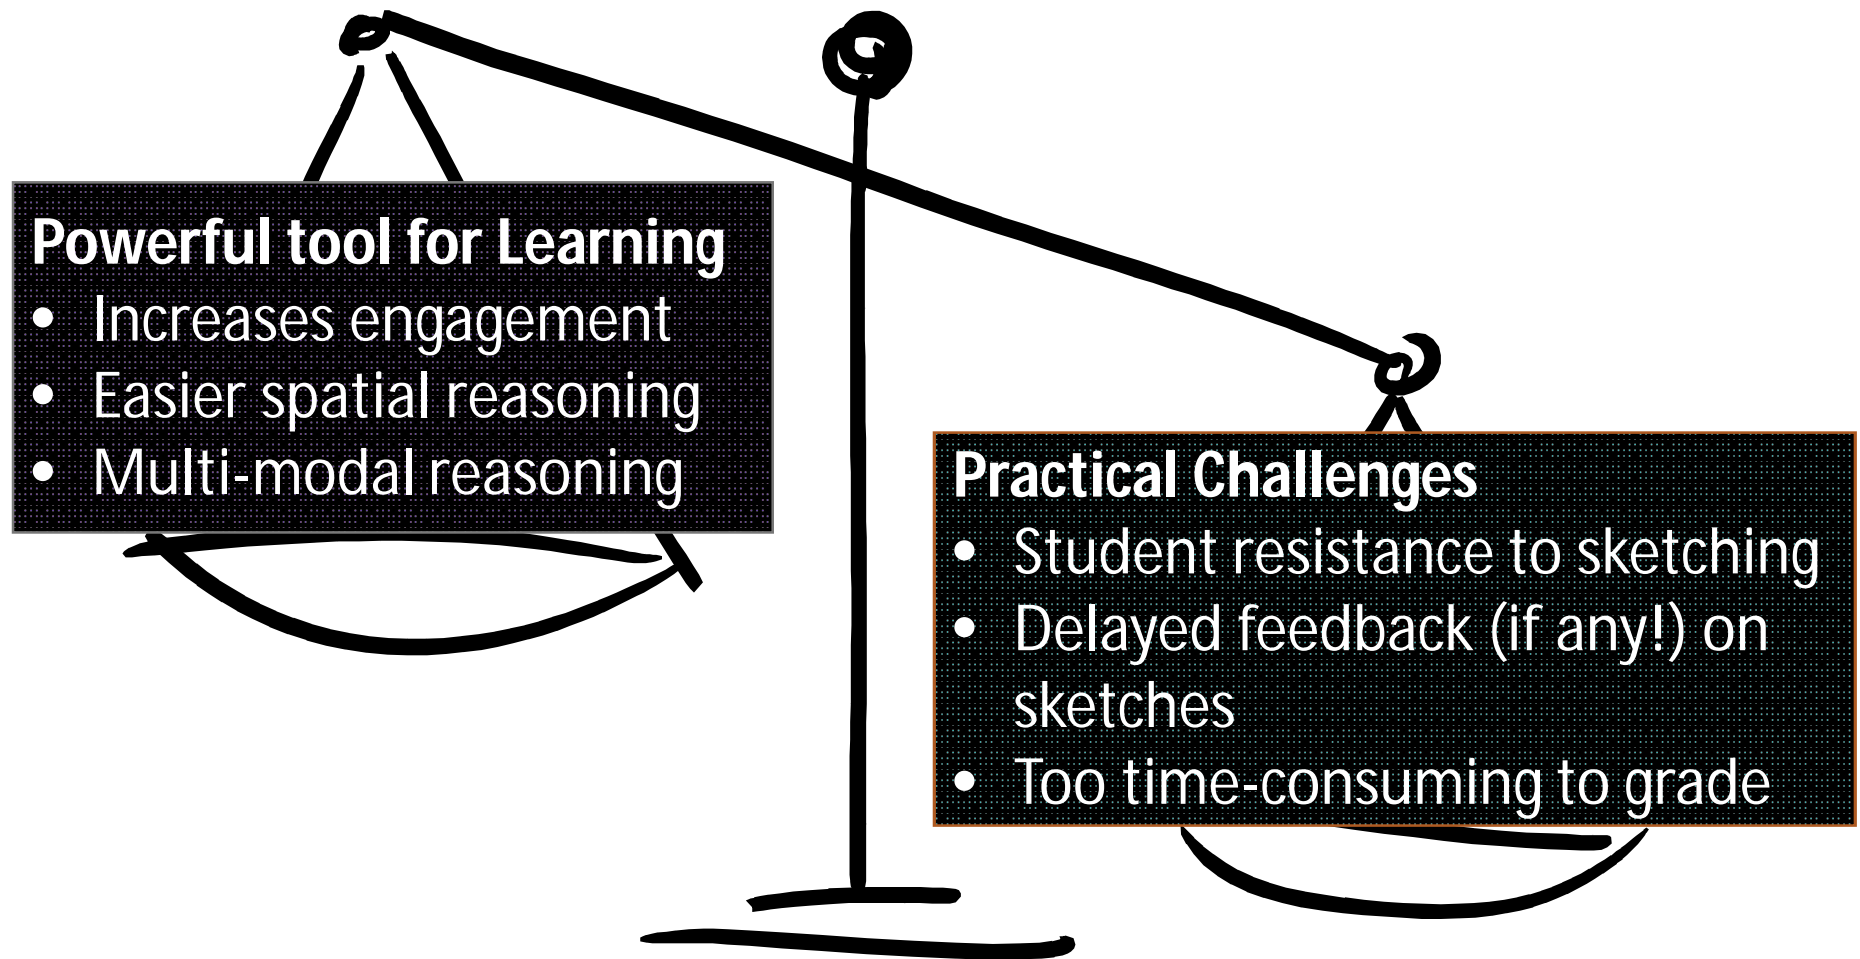 Powerful tool for Learning
• Increases engagement
• Easier spatial reasoning
• Multi-modal reasoning
Practical Challenges
• Student resistance to sketching
• Delayed feedback (if any!) on
sketches
• Too time-consuming to grade